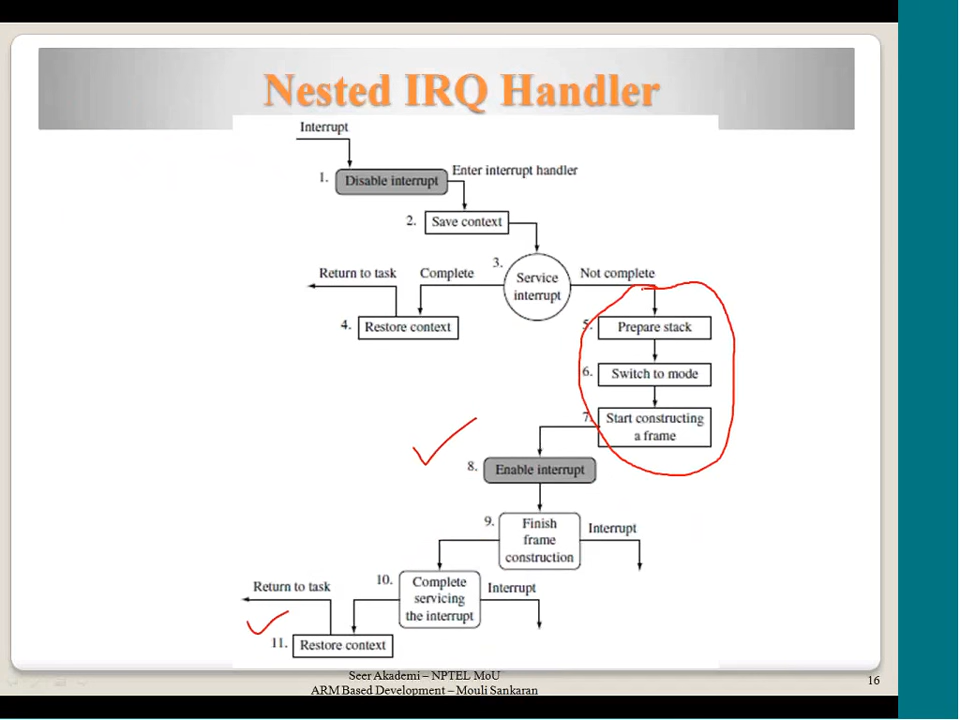 Nested IRQ Handler
Interrupt
1. Disable interrupt
Enter interrupt handler
2. Save context
3. Service
interrupt
Return to task
Complete
Not complete
4. Restore context
5. Prepare stack
6. Switch to mode
7. Start constructing
a frame
8. Enable interrupt
9. Finish
frame
construction
Interrupt
10. Complete
servicing
the interrupt
Interrupt
Return to task
11. Restore context
Seer Akademi – NPTEL MoU
ARM Based Development – Mouli Sankaran
16